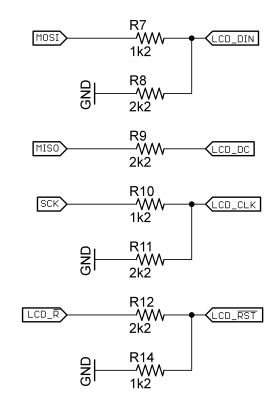 R7
MOSI
LCD_DIN
1k2
R8
GND
2k2
R9
MISO
LCD_DC
2k2
R10
SCK
LCD_CLK
1k2
R11
GND
2k2
R12
LCD_R̅
LCD_R̅S̅T̅
2k2
R14
GND
1k2